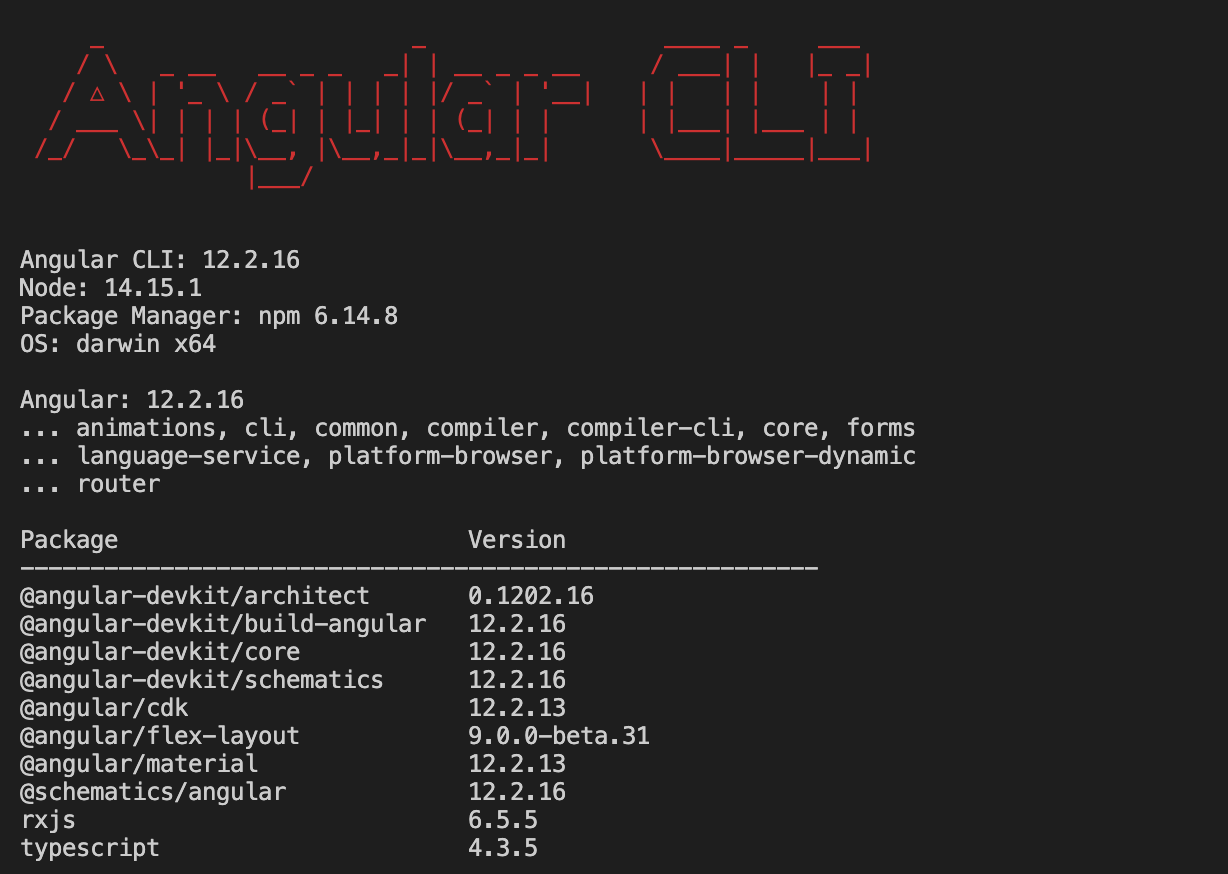 Angular CLI
Angular CLI: 12.2.16
Node: 14.15.1
Package Manager: npm 6.14.8
OS: darwin x64
Angular: 12.2.16
... animations, cli, common, compiler, compiler-cli, core, forms
... language-service, platform-browser, platform-browser-dynamic
... router
Package Version
---------------------------------------------------------
@angular-devkit/architect 0.1202.16
@angular-devkit/build-angular 12.2.16
@angular-devkit/core 12.2.16
@angular-devkit/schematics 12.2.16
@angular/cdk 12.2.13
@angular/flex-layout 9.0.0-beta.31
@angular/material 12.2.13
@schematics/angular 12.2.16
rxjs 6.5.5
typescript 4.3.5